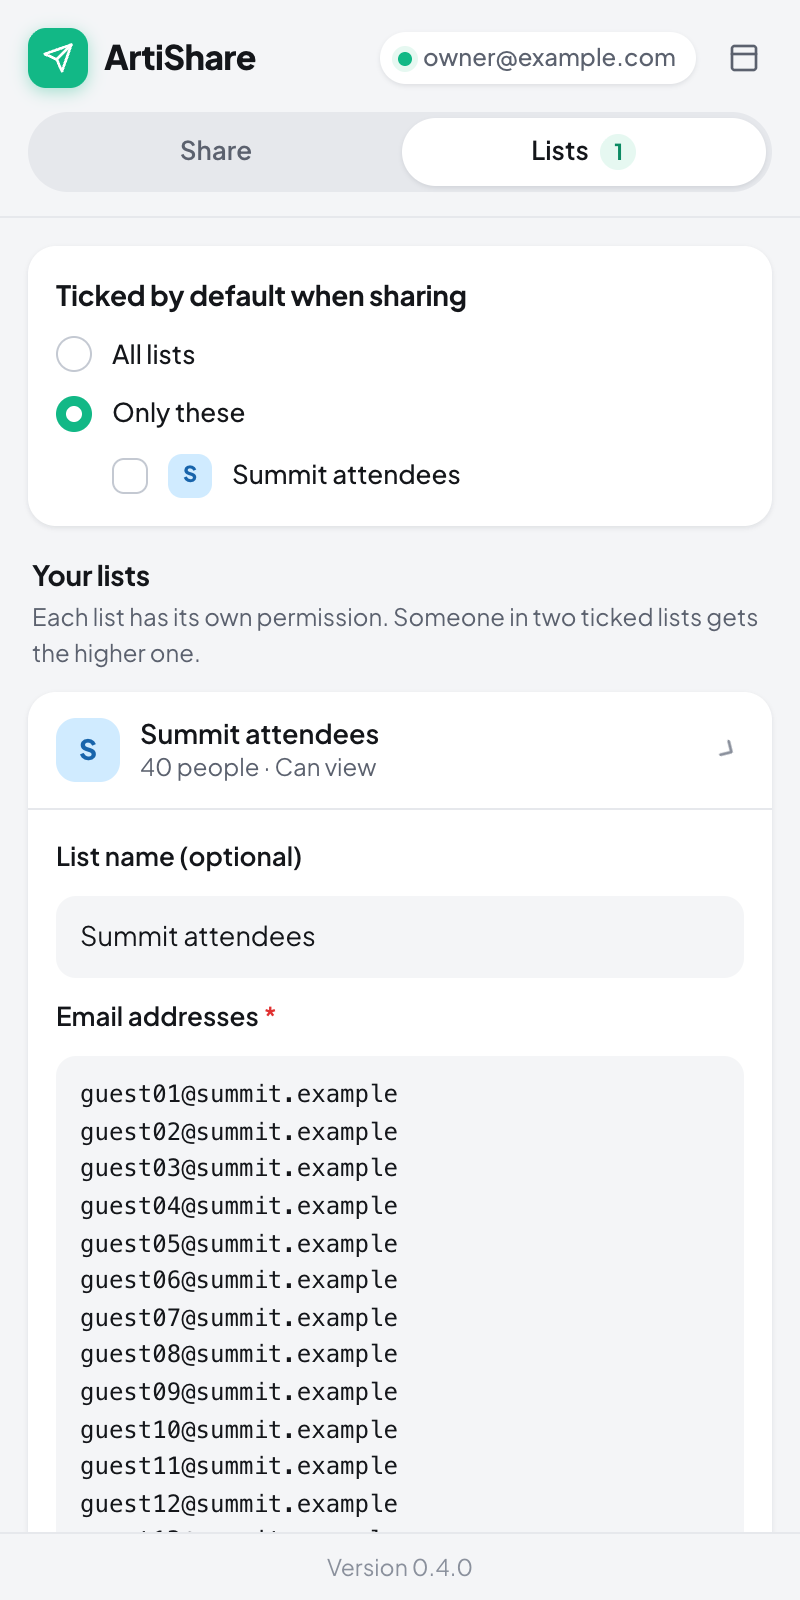 ArtiShare
owner@example.com
Share
Lists 1
Ticked by default when sharing
All lists
Only these
S Summit attendees
Your lists
Each list has its own permission. Someone in two ticked lists gets
the higher one.
S
Summit attendees
40 people · Can view
List name (optional)
Summit attendees
Email addresses *
guest01@summit.example
guest02@summit.example
guest03@summit.example
guest04@summit.example
guest05@summit.example
guest06@summit.example
guest07@summit.example
guest08@summit.example
guest09@summit.example
guest10@summit.example
guest11@summit.example
guest12@summit.example
Version 0.4.0